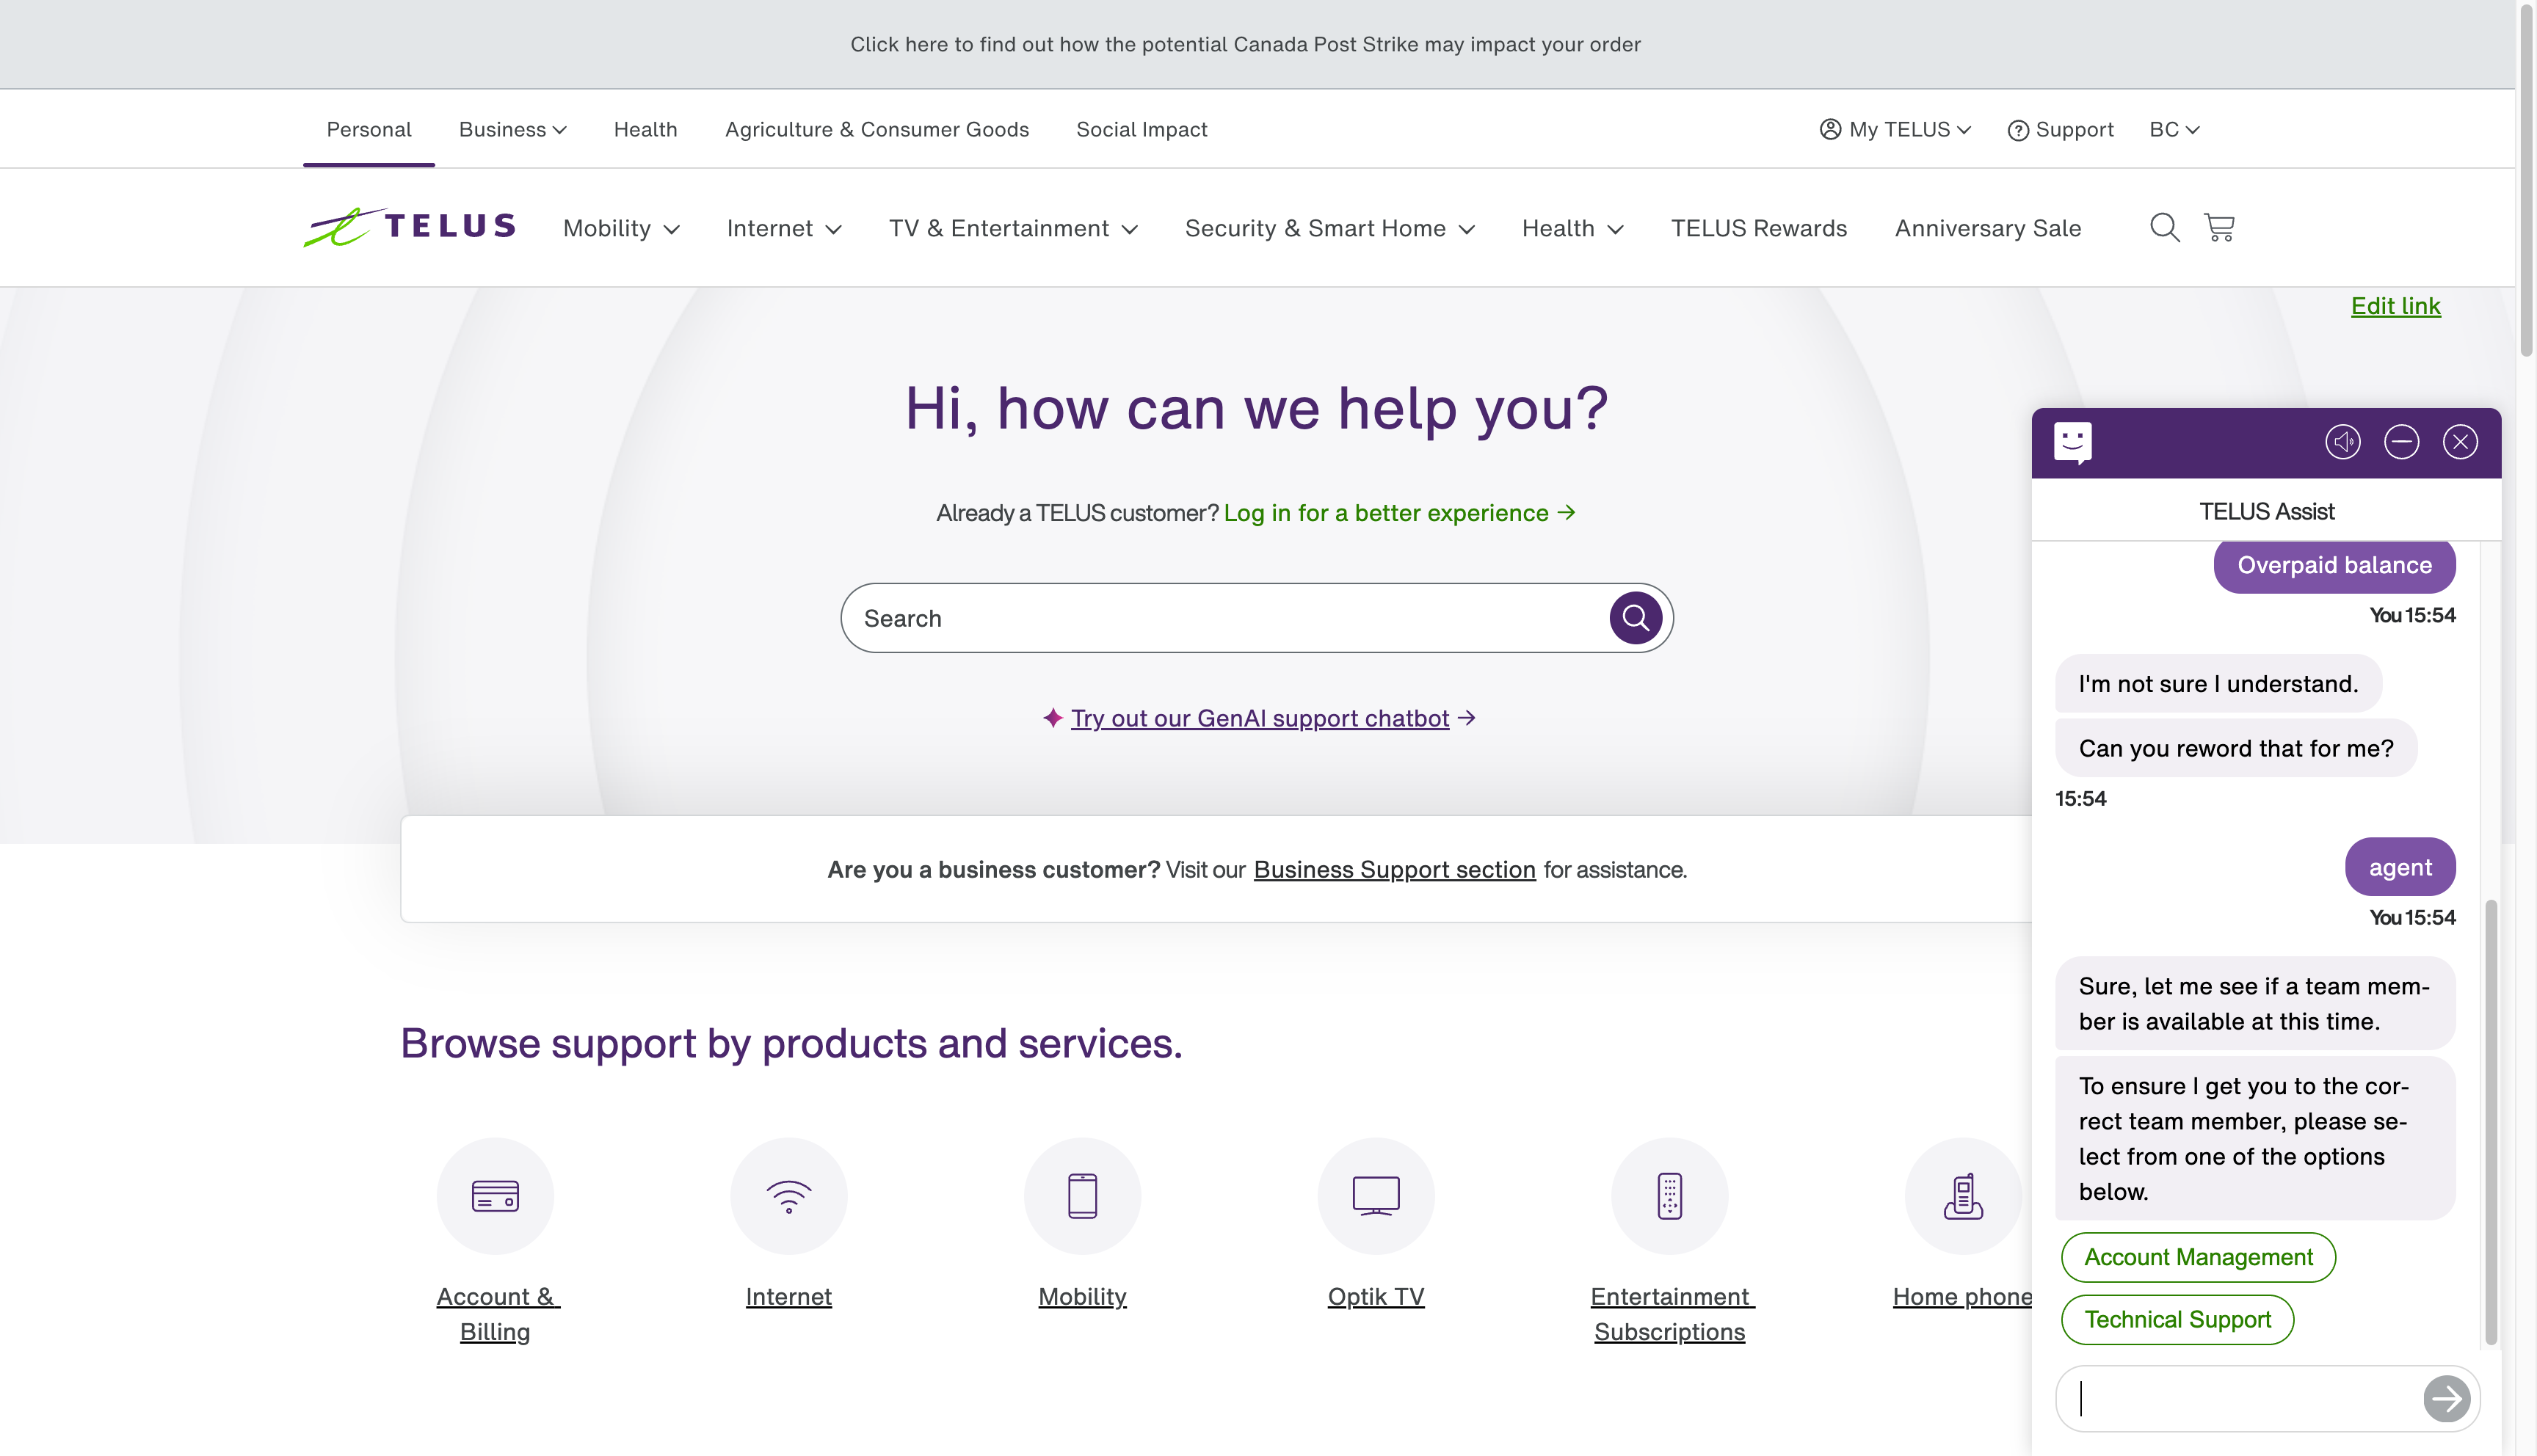 Click here to find out how the potential Canada Post Strike may impact your order
Personal
Business
Health
Agriculture & Consumer Goods
Social Impact
My TELUS
Support
BC
TELUS
Mobility
Internet
TV & Entertainment
Security & Smart Home
Health
TELUS Rewards
Anniversary Sale
Edit link
Hi, how can we help you?
Already a TELUS customer? Log in for a better experience
Search
Try out our GenAI support chatbot
Are you a business customer? Visit our Business Support section for assistance.
Browse support by products and services.
Account &
Billing
Internet
Mobility
Optik TV
Entertainment
Subscriptions
Home phone
TELUS Assist
Overpaid balance
You 15:54
I'm not sure I understand.
Can you reword that for me?
15:54
agent
You 15:54
Sure, let me see if a team mem-
ber is available at this time.
To ensure I get you to the cor-
rect team member, please se-
lect from one of the options
below.
Account Management
Technical Support